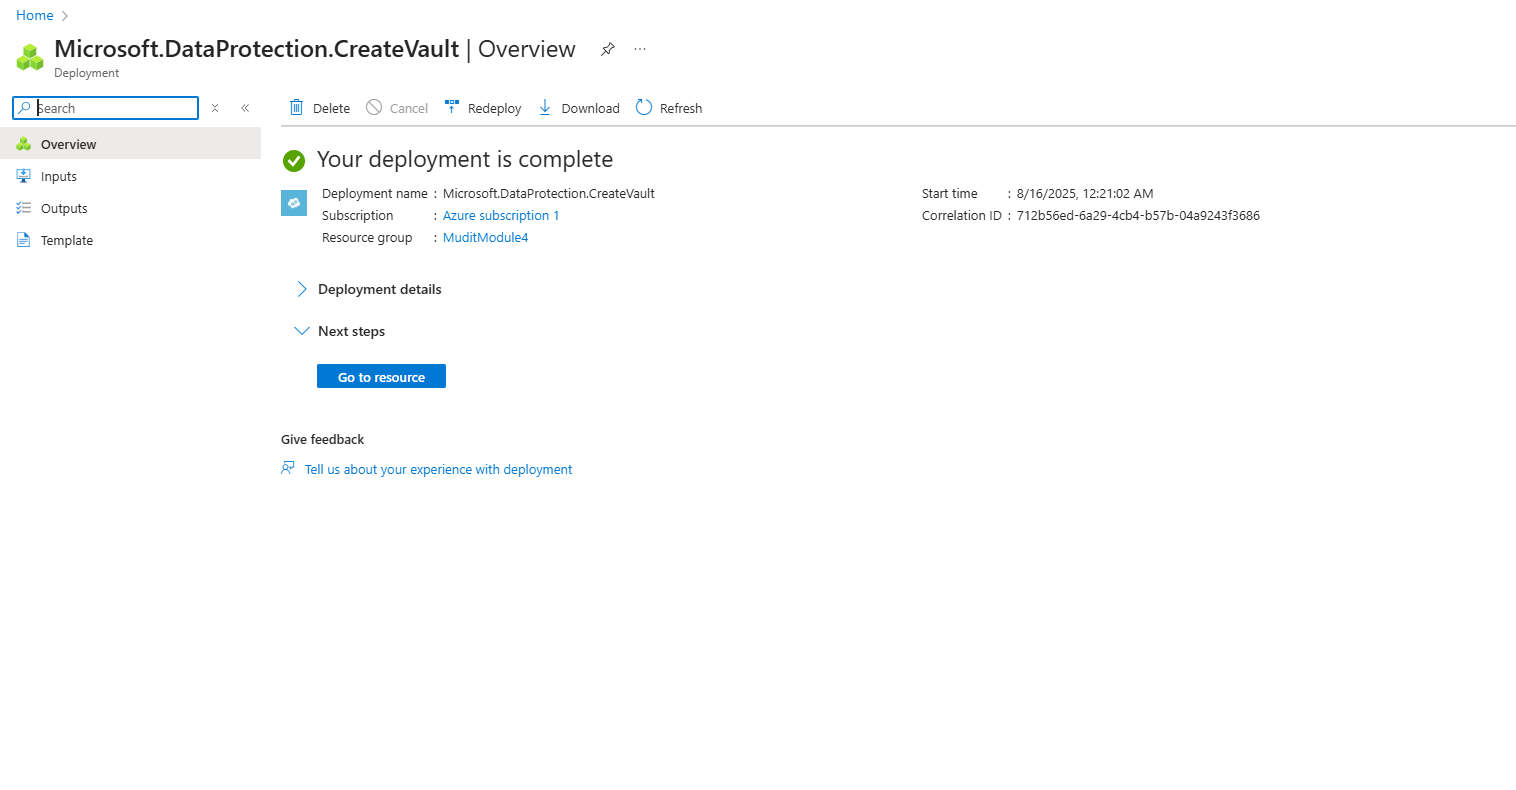 Home
Microsoft.DataProtection.CreateVault | Overview
Deployment
Search
Delete Cancel Redeploy Download Refresh
Overview
Inputs
Outputs
Template
Your deployment is complete
Deployment name : Microsoft.DataProtection.CreateVault
Subscription : Azure subscription 1
Resource group : MuditModule4
Start time : 8/16/2025, 12:21:02 AM
Correlation ID : 712b56ed-6a29-4cb4-b57b-04a9243f3686
Deployment details
Next steps
Go to resource
Give feedback
Tell us about your experience with deployment